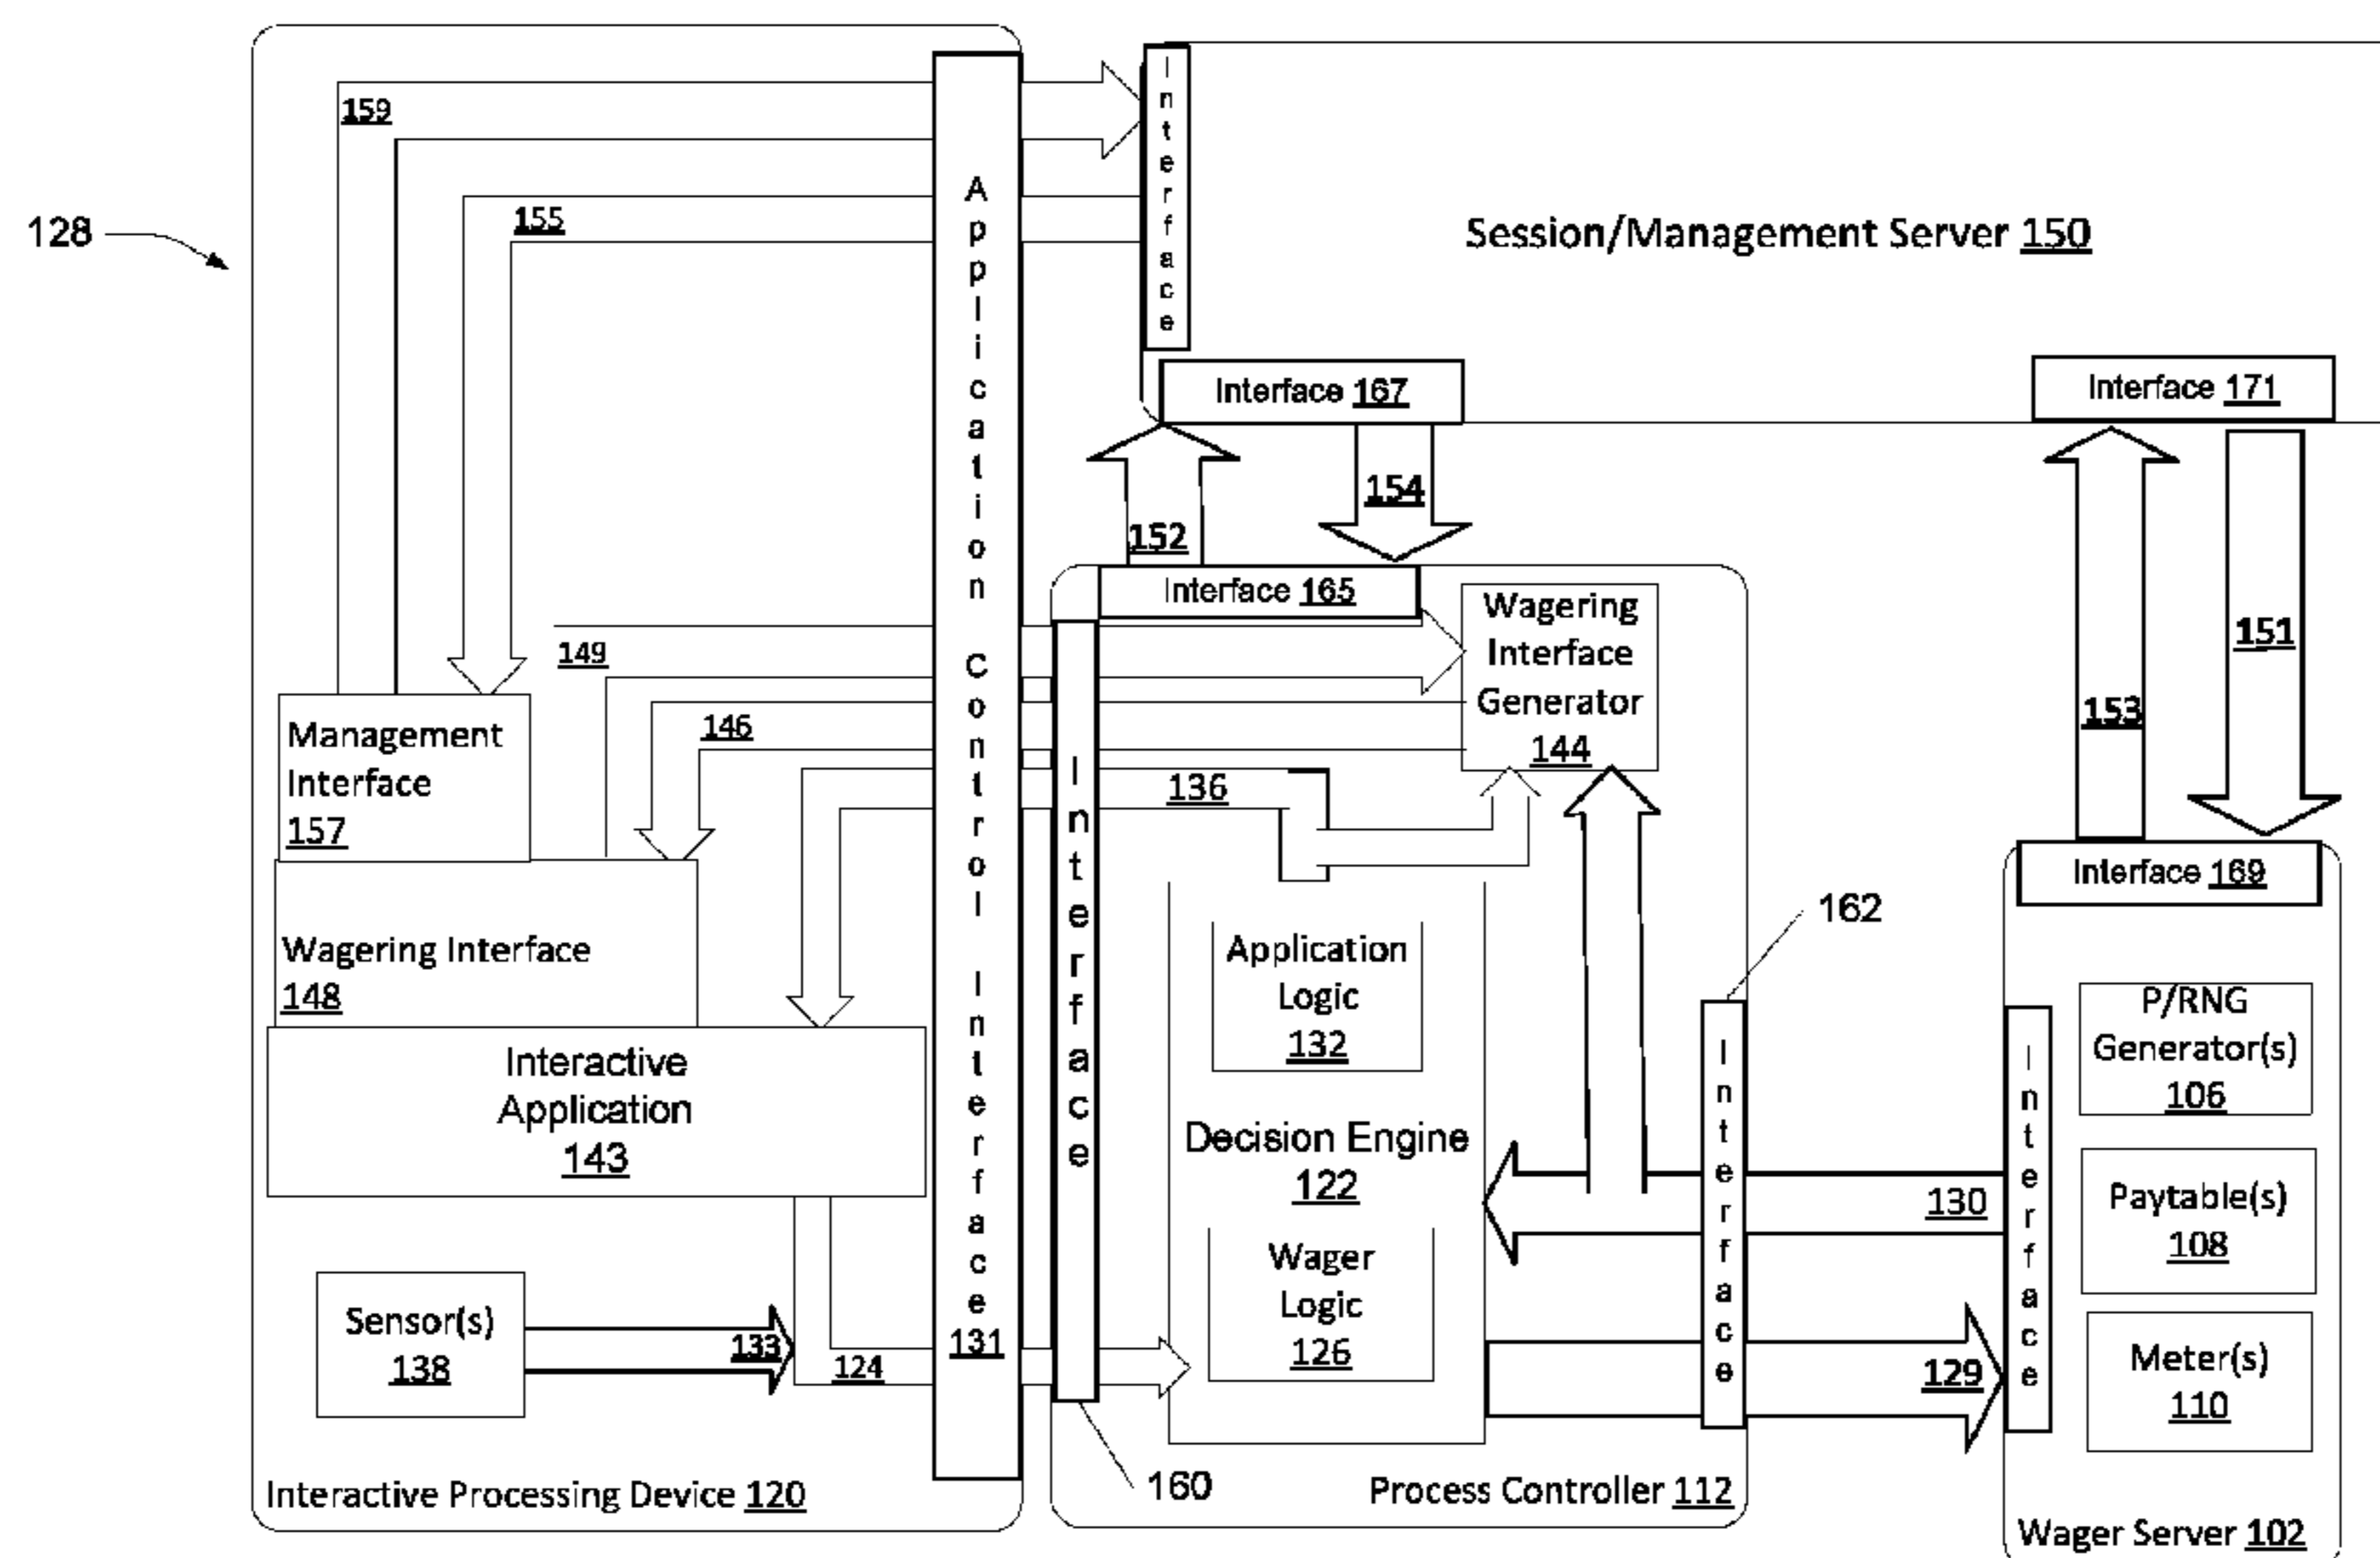 128
159
155
Application Control Interface
131
Interface
Session/Management Server 150
Interface 167
Interface 171
152
154
153
151
Interface 165
Wagering
Interface
Generator
144
149
146
136
Management
Interface
157
Wagering Interface
148
Interactive
Application
143
Sensor(s)
138
133
124
Interactive Processing Device 120
Interface
160
Application
Logic
132
Decision Engine
122
Wager
Logic
126
Interface
162
Process Controller 112
130
129
Interface 169
Interface
P/RNG
Generator(s)
106
Paytable(s)
108
Meter(s)
110
Wager Server 102